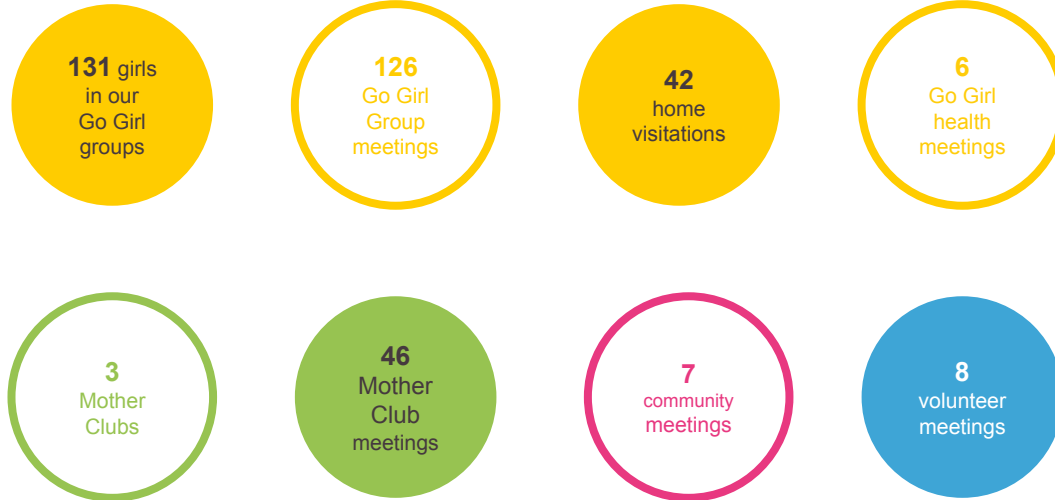 131 girls
in our
Go Girl
groups
126
Go Girl
Group
meetings
42
home
visitations
6
Go Girl
health
meetings
3
Mother
Clubs
46
Mother
Club
meetings
7
community
meetings
8
volunteer
meetings